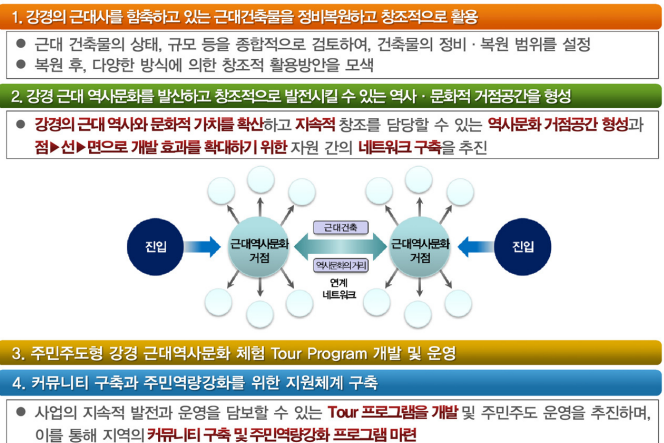 1. 강경의 근대사를 함축하고 있는 근대건축물을 정비복원하고 창조적으로 활용
● 근대 건축물의 상태, 규모 등을 종합적으로 검토하여, 건축물의 정비·복원 범위를 설정
● 복원 후, 다양한 방식에 의한 창조적 활용방안을 모색
2. 강경 근대 역사문화를 발산하고 창조적으로 발전시킬 수 있는 역사·문화적 거점공간을 형성
● 강경의 근대 역사와 문화적 가치를 확산하고 지속적 창조를 담당할 수 있는 역사문화 거점공간 형성과
점▶선▶면으로 개발 효과를 확대하기 위한 자원 간의 네트워크 구축을 추진
진입
근대역사문화
거점
근대건축
역사문화의거리
연계
네트워크
근대역사문화
거점
진입
3. 주민주도형 강경 근대역사문화 체험 Tour Program 개발 및 운영
4. 커뮤니티 구축과 주민역량강화를 위한 지원체계 구축
● 사업의 지속적 발전과 운영을 담보할 수 있는 Tour 프로그램을 개발 및 주민주도 운영을 추진하며,
이를 통해 지역의 커뮤니티 구축 및 주민역량강화 프로그램 마련